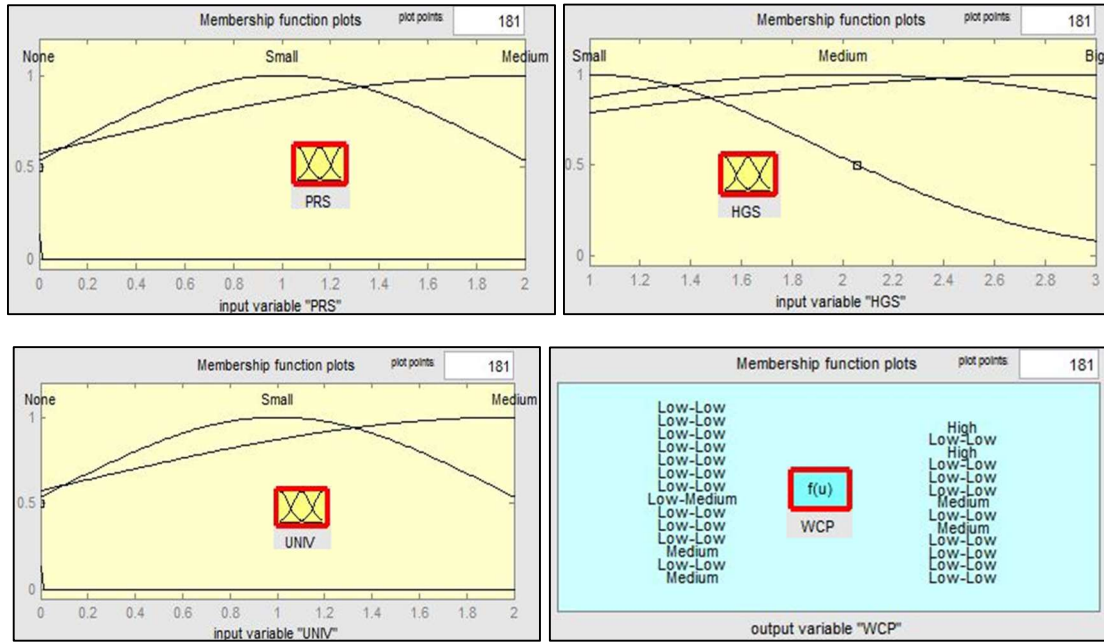 Membership function plots plot points: 181
None Small Medium
1
0.5
0
PRS
0 0.2 0.4 0.6 0.8 1 1.2 1.4 1.6 1.8 2
input variable "PRS"
Membership function plots plot points: 181
Small Medium Big
1
0.5
0
HGS
1 1.2 1.4 1.6 1.8 2 2.2 2.4 2.6 2.8 3
input variable "HGS"
Membership function plots plot points: 181
None Small Medium
1
0.5
0
UNIV
0 0.2 0.4 0.6 0.8 1 1.2 1.4 1.6 1.8 2
input variable "UNIV"
Membership function plots plot points: 181
Low-Low
Low-Low
Low-Low
Low-Low
Low-Low
Low-Low
Low-Low
Low-Medium
Low-Low
Low-Low
Low-Low
Medium
Low-Low
Medium
f(u)
WCP
High
Low-Low
High
Low-Low
Low-Low
Low-Low
Medium
Low-Low
Medium
Low-Low
Low-Low
Low-Low
Low-Low
output variable "WCP"